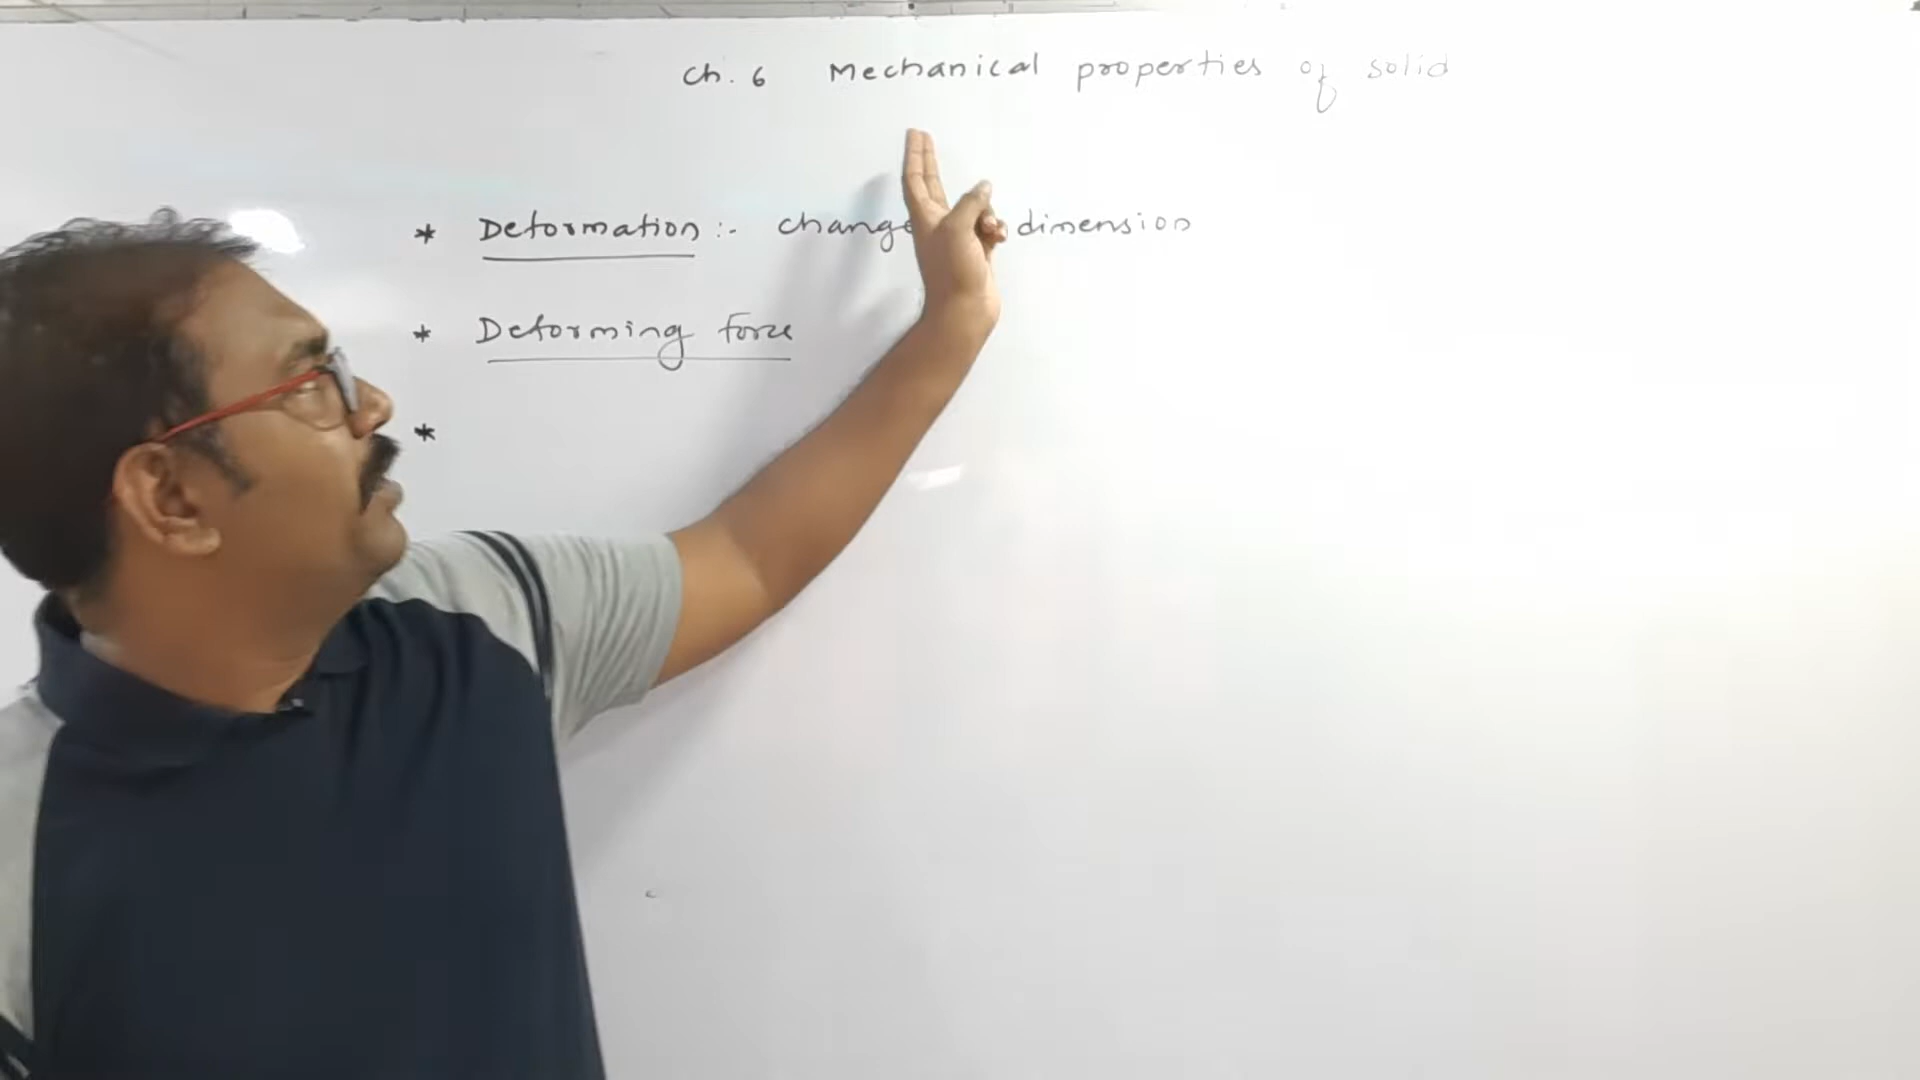 Ch. 6 Mechanical properties of solid
* Deformation :- change dimension
* Deforming force
*